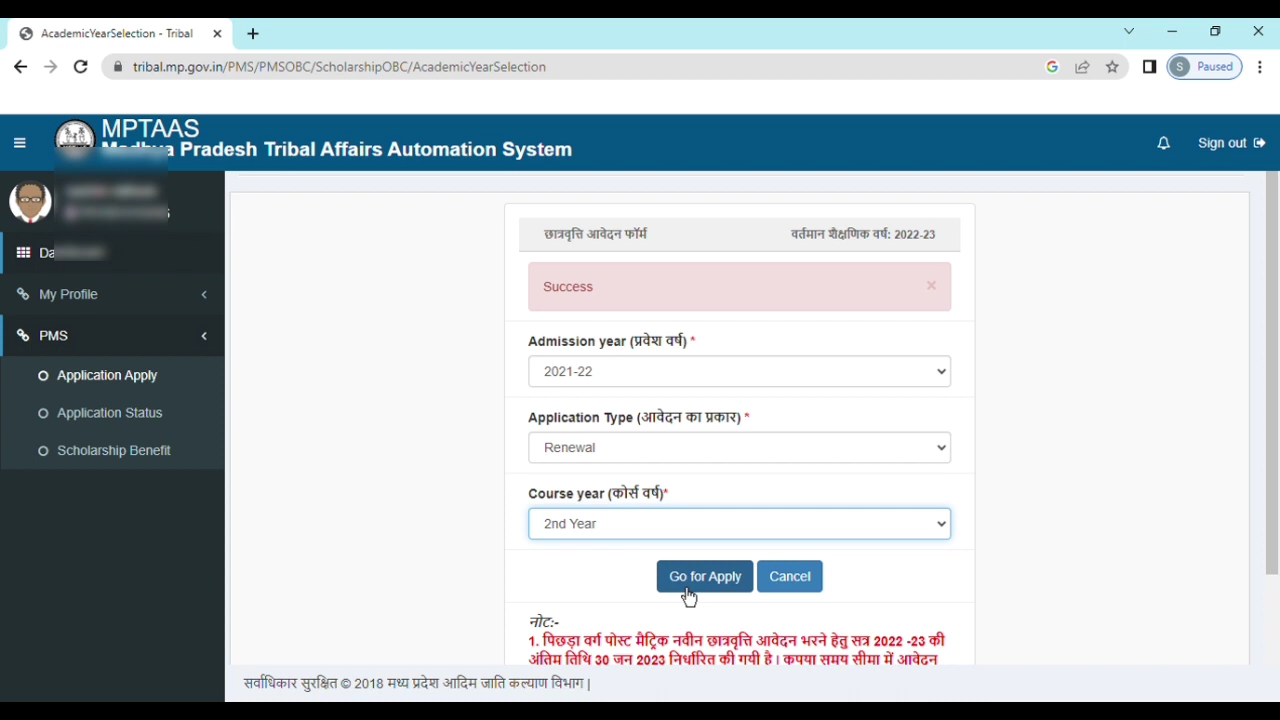 AcademicYearSelection - Tribal
tribal.mp.gov.in/PMS/PMSOBC/ScholarshipOBC/AcademicYearSelection
S Paused
MPTAAS
Pradesh Tribal Affairs Automation System
Sign out
My Profile
PMS
Application Apply
Application Status
Scholarship Benefit
छात्रवृत्ति आवेदन फॉर्म वर्तमान शैक्षणिक वर्ष: 2022-23
Success
Admission year (प्रवेश वर्ष) *
2021-22
Application Type (आवेदन का प्रकार) *
Renewal
Course year (कोर्स वर्ष)*
2nd Year
Go for Apply Cancel
नोट:-
1. पिछड़ा वर्ग पोस्ट मैट्रिक नवीन छात्रवृत्ति आवेदन भरने हेतु सत्र 2022 -23 की
अंतिम तिथि 30 जून 2023 निर्धारित की गयी है | कृपया समय सीमा में आवेदन
सर्वाधिकार सुरक्षित © 2018 मध्य प्रदेश आदिम जाति कल्याण विभाग |